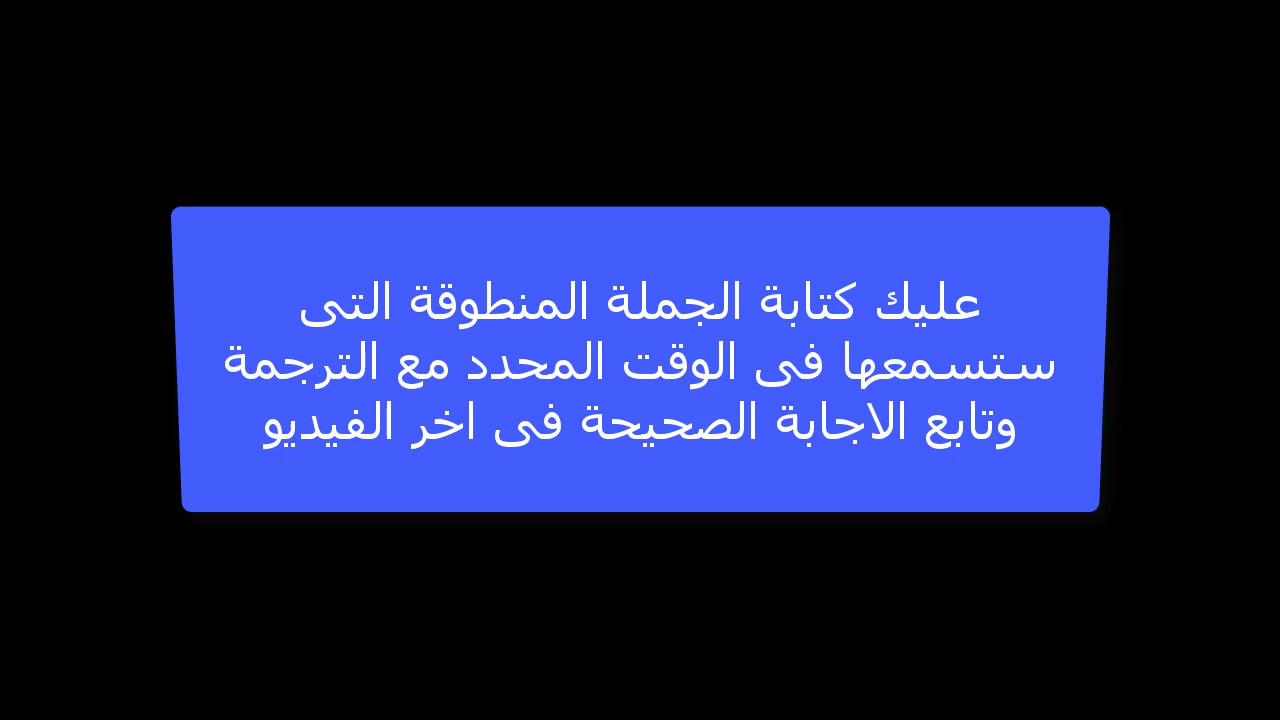 عليك كتابة الجملة المنطوقة التى
ستسمعها فى الوقت المحدد مع الترجمة
وتابع الاجابة الصحيحة فى اخر الفيديو